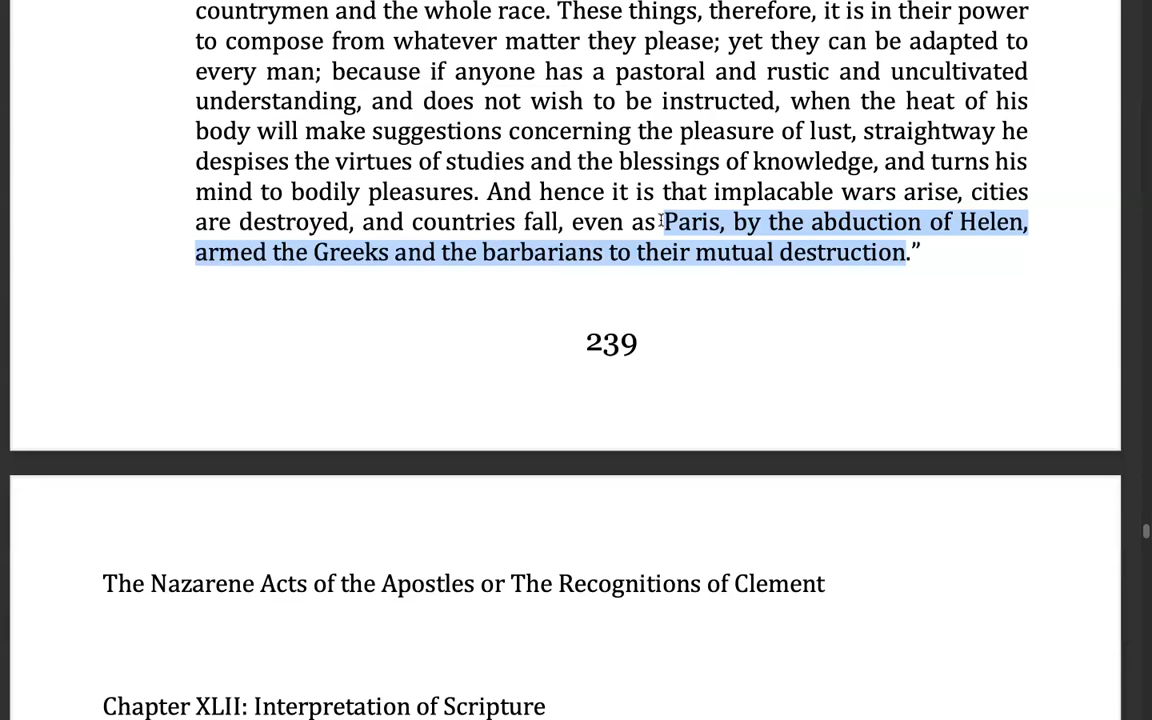 countrymen and the whole race. These things, therefore, it is in their power
to compose from whatever matter they please; yet they can be adapted to
every man; because if anyone has a pastoral and rustic and uncultivated
understanding, and does not wish to be instructed, when the heat of his
body will make suggestions concerning the pleasure of lust, straightway he
despises the virtues of studies and the blessings of knowledge, and turns his
mind to bodily pleasures. And hence it is that implacable wars arise, cities
are destroyed, and countries fall, even as Paris, by the abduction of Helen,
armed the Greeks and the barbarians to their mutual destruction.”
239
The Nazarene Acts of the Apostles or The Recognitions of Clement
Chapter XLII: Interpretation of Scripture